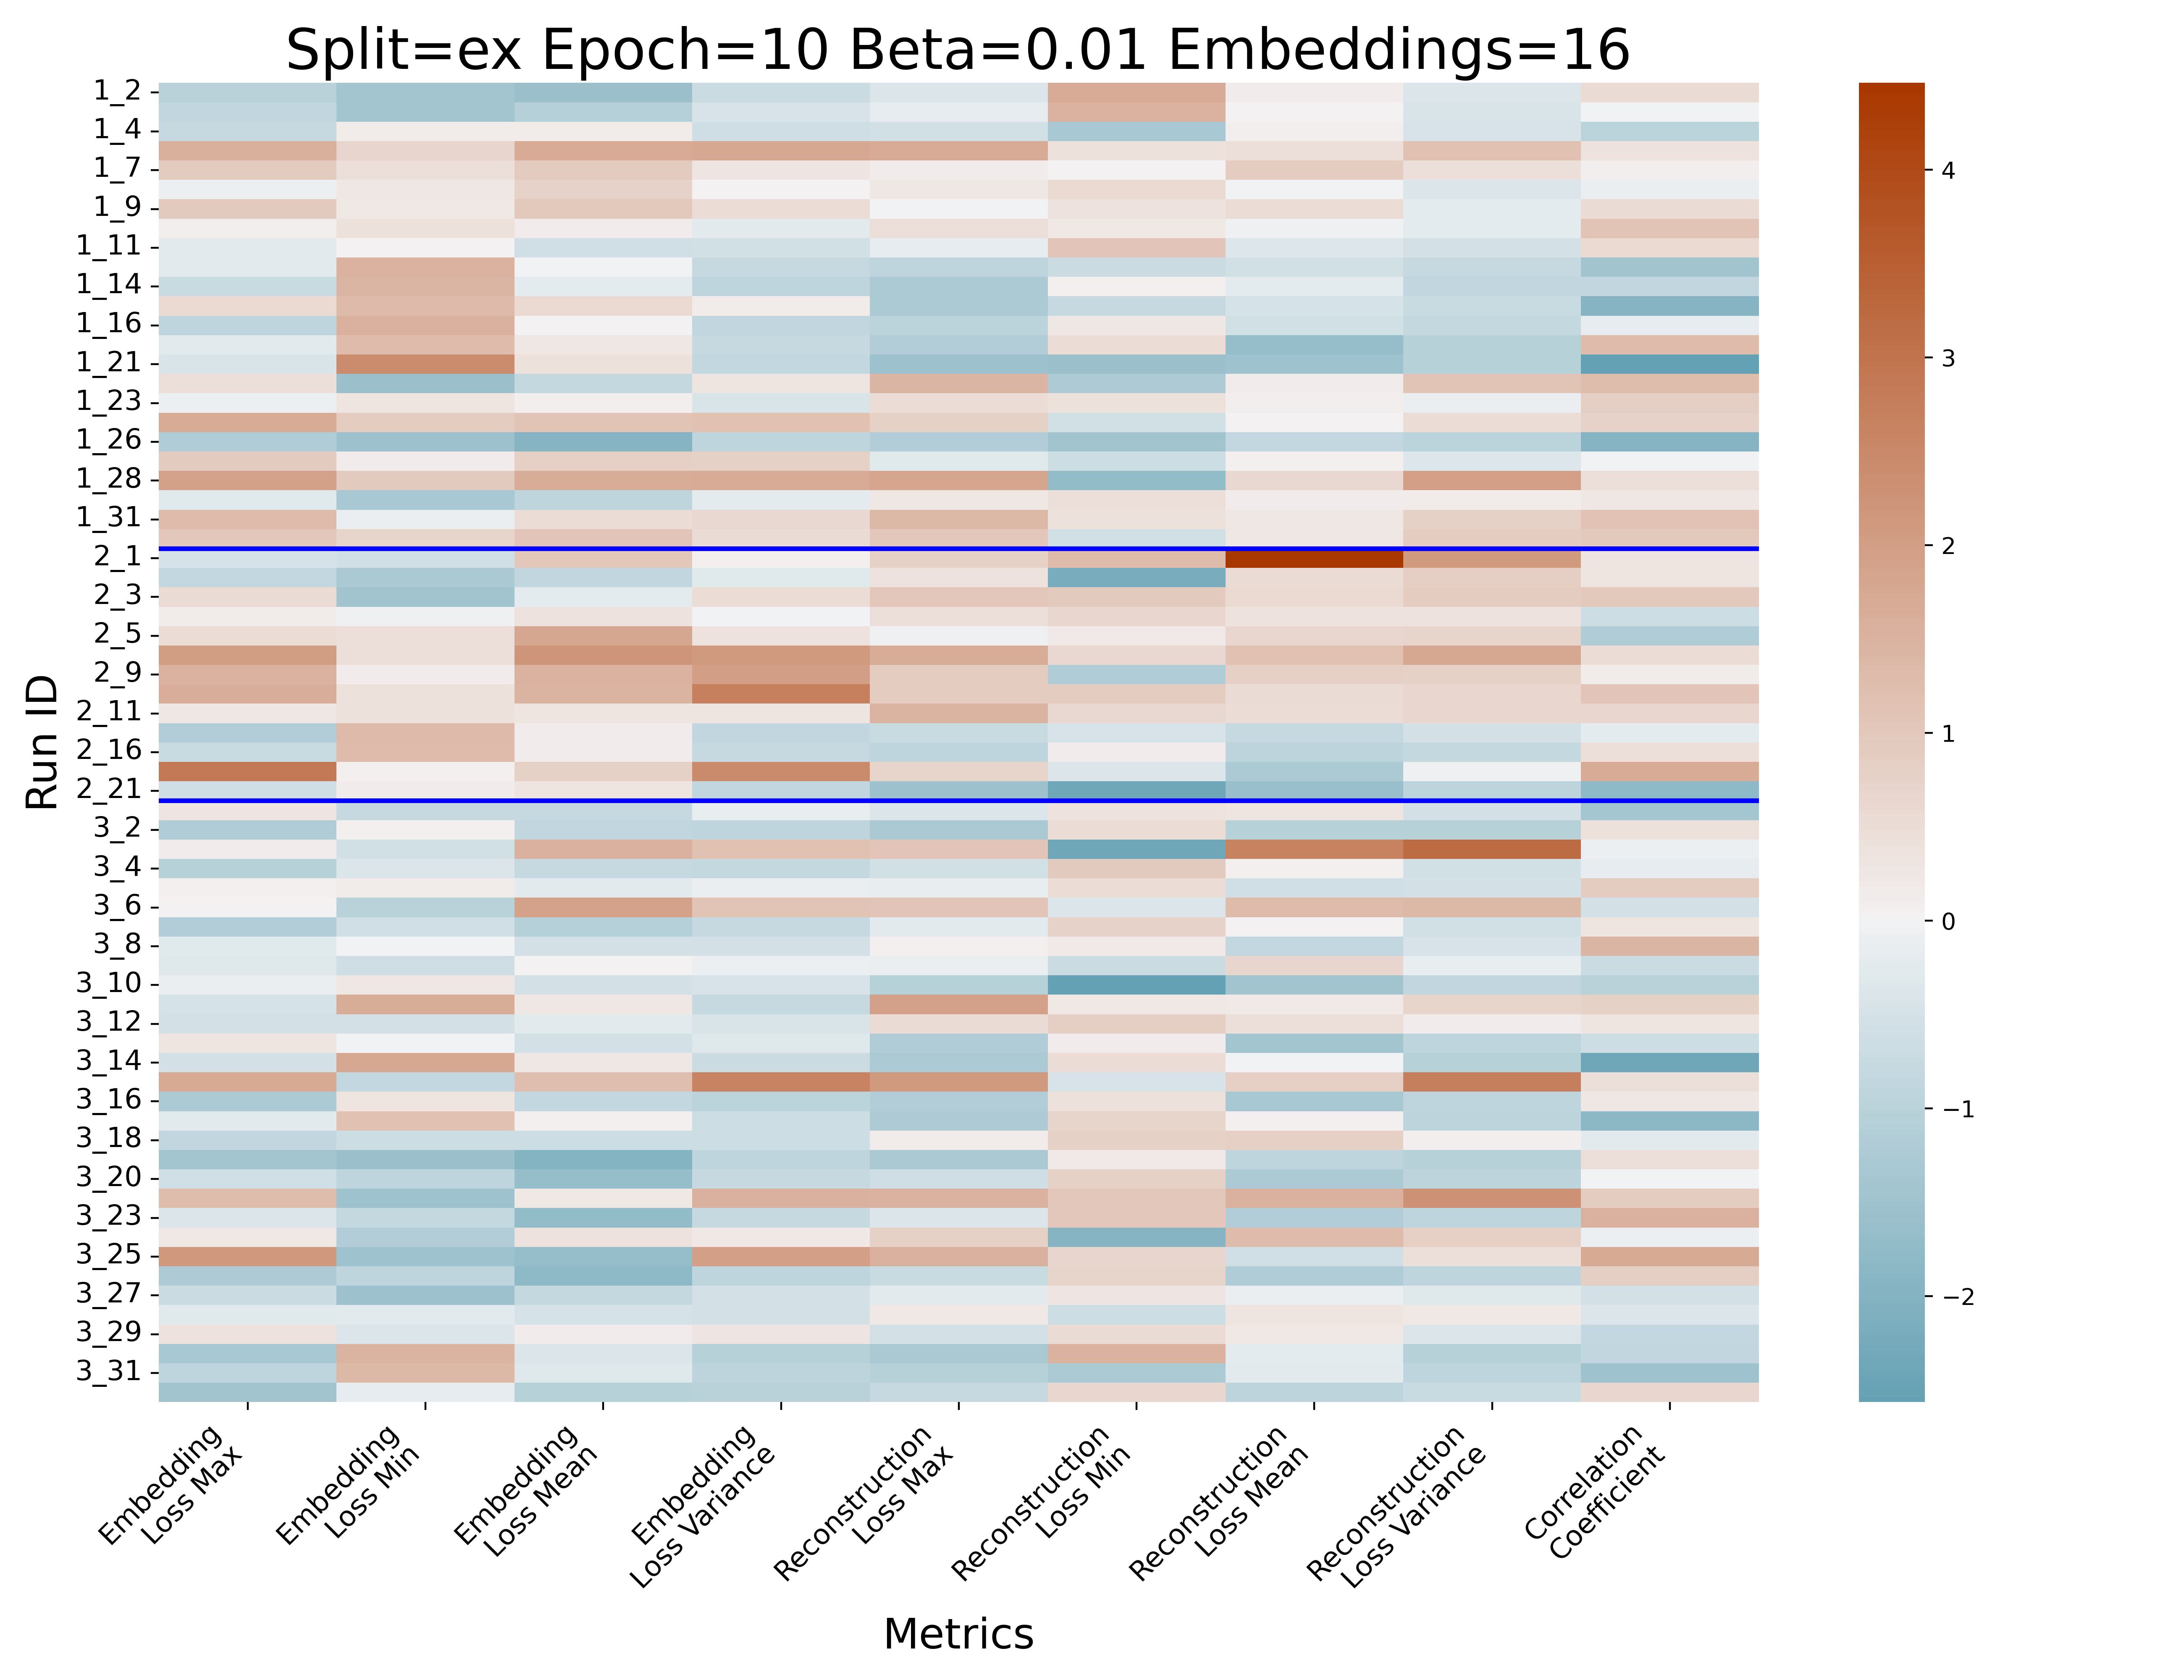 Split=ex Epoch=10 Beta=0.01 Embeddings=16
Run ID
1_2
1_4
1_7
1_9
1_11
1_14
1_16
1_21
1_23
1_26
1_28
1_31
2_1
2_3
2_5
2_9
2_11
2_16
2_21
3_2
3_4
3_6
3_8
3_10
3_12
3_14
3_16
3_18
3_20
3_23
3_25
3_27
3_29
3_31
4
3
2
1
0
−1
−2
Embedding
Loss Max
Embedding
Loss Min
Embedding
Loss Mean
Embedding
Loss Variance
Reconstruction
Loss Max
Reconstruction
Loss Min
Reconstruction
Loss Mean
Reconstruction
Loss Variance
Correlation
Coefficient
Metrics